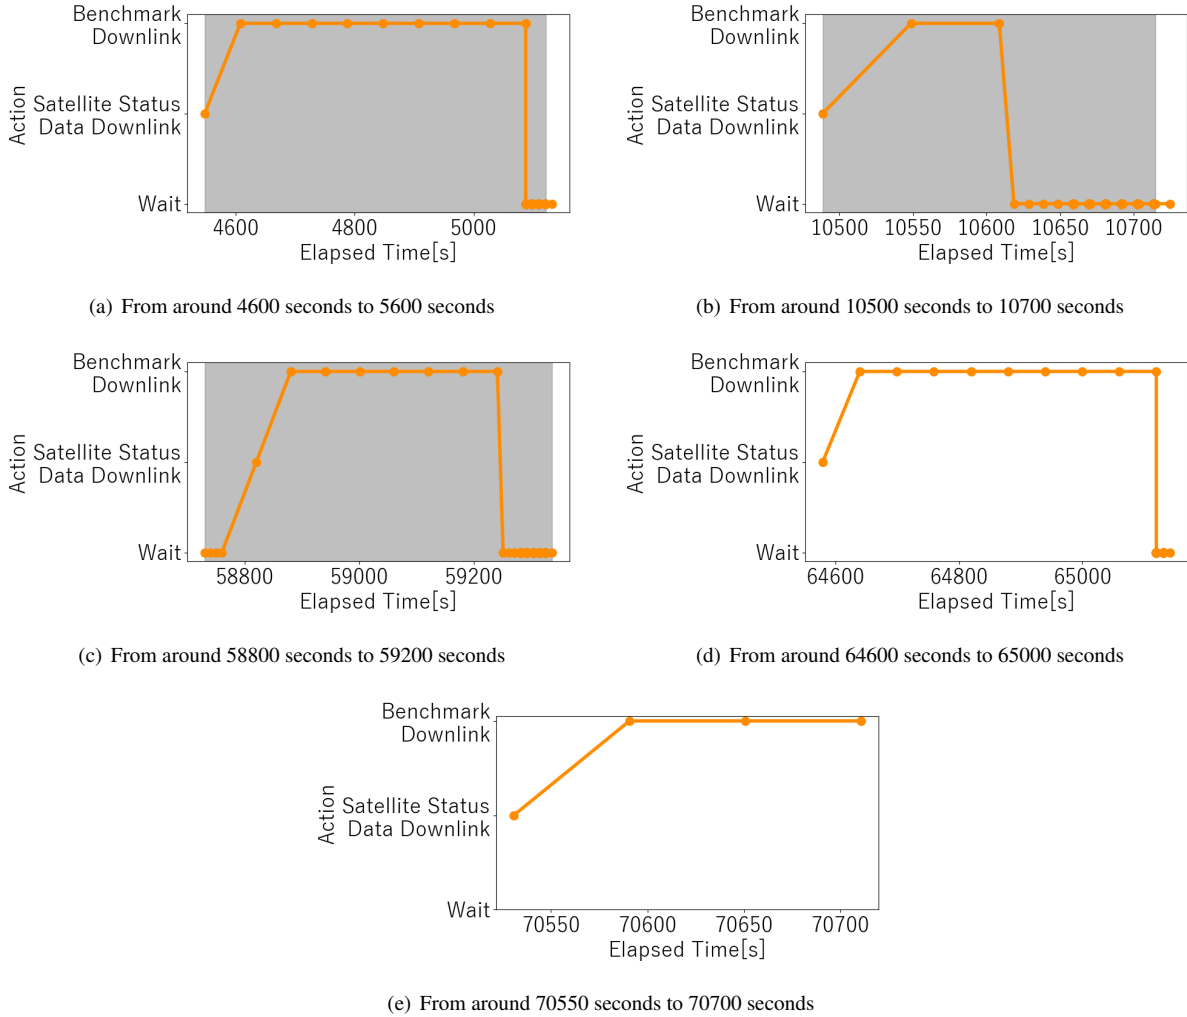 Benchmark
Downlink
Satellite Status
Data Downlink
Wait
Action
4600 4800 5000
Elapsed Time[s]
(a) From around 4600 seconds to 5600 seconds
Benchmark
Downlink
Satellite Status
Data Downlink
Wait
Action
10500 10550 10600 10650 10700
Elapsed Time[s]
(b) From around 10500 seconds to 10700 seconds
Benchmark
Downlink
Satellite Status
Data Downlink
Wait
Action
58800 59000 59200
Elapsed Time[s]
(c) From around 58800 seconds to 59200 seconds
Benchmark
Downlink
Satellite Status
Data Downlink
Wait
Action
64600 64800 65000
Elapsed Time[s]
(d) From around 64600 seconds to 65000 seconds
Benchmark
Downlink
Satellite Status
Data Downlink
Wait
Action
70550 70600 70650 70700
Elapsed Time[s]
(e) From around 70550 seconds to 70700 seconds